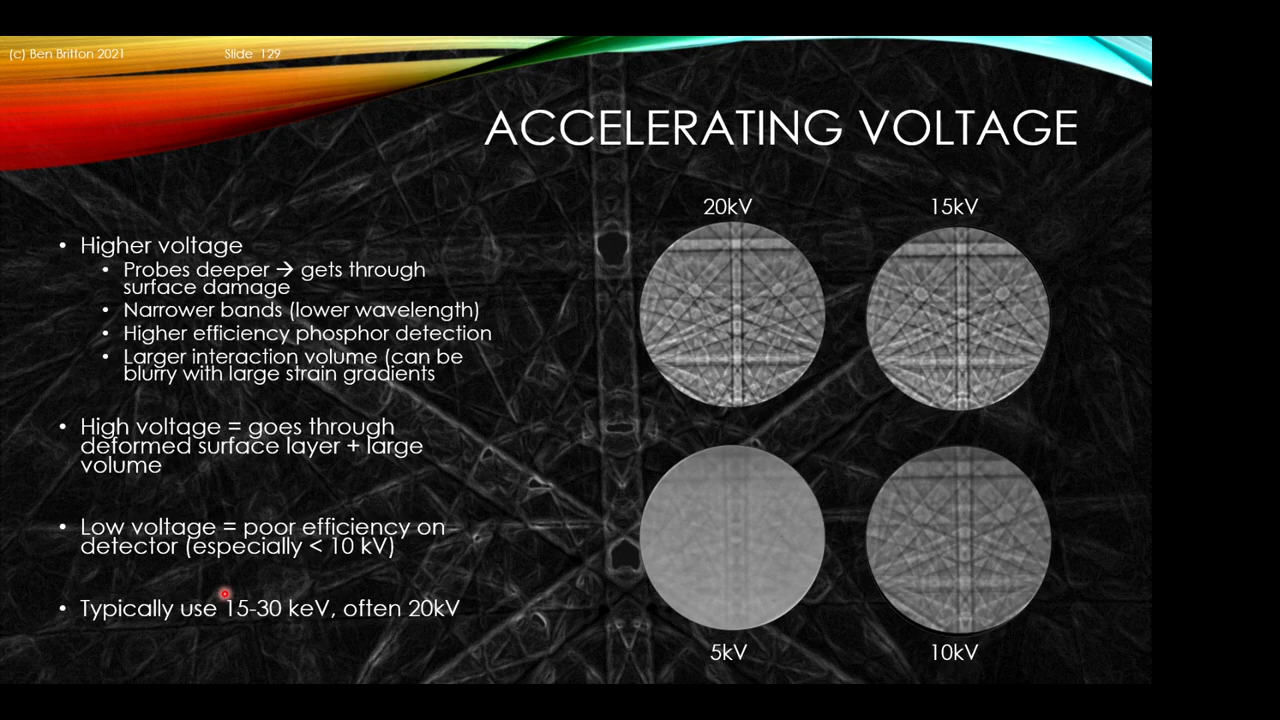 (c) Ben Britton 2021
Slide 129
ACCELERATING VOLTAGE
• Higher voltage
• Probes deeper → gets through
surface damage
• Narrower bands (lower wavelength)
• Higher efficiency phosphor detection
• Larger interaction volume (can be
blurry with large strain gradients
• High voltage = goes through
deformed surface layer + large
volume
• Low voltage = poor efficiency on
detector (especially < 10 kV)
• Typically use 15-30 keV, often 20kV
20kV
15kV
5kV
10kV